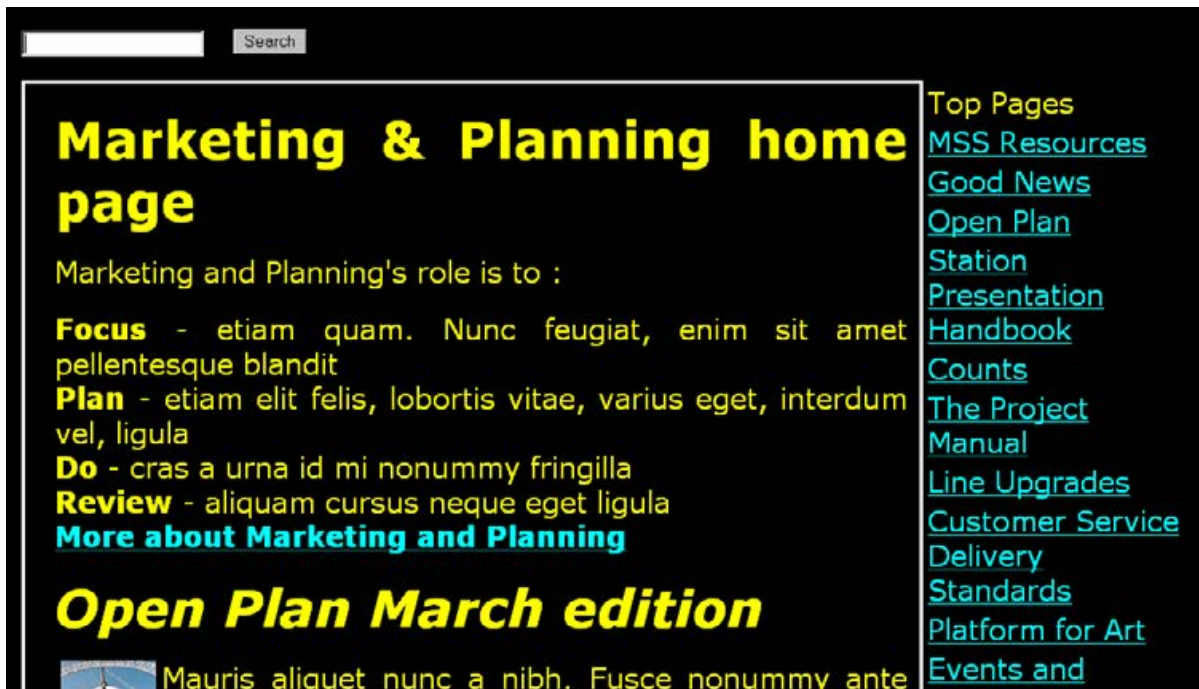 Search
Marketing & Planning home
page
Marketing and Planning's role is to :
Focus - etiam quam. Nunc feugiat, enim sit amet
pellentesque blandit
Plan - etiam elit felis, lobortis vitae, varius eget, interdum
vel, ligula
Do - cras a urna id mi nonummy fringilla
Review - aliquam cursus neque eget ligula
More about Marketing and Planning
Open Plan March edition
Mauris aliquet nunc a nibh. Fusce nonummy ante
Top Pages
MSS Resources
Good News
Open Plan
Station
Presentation
Handbook
Counts
The Project
Manual
Line Upgrades
Customer Service
Delivery
Standards
Platform for Art
Events and